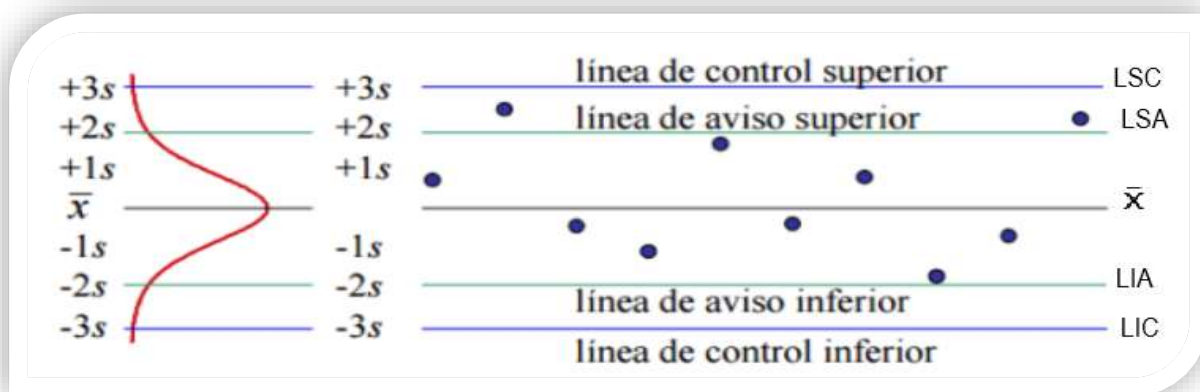 +3s +3s línea de control superior LSC
+2s +2s línea de aviso superior LSA
+1s +1s
x̄ x̄
-1s -1s
-2s -2s línea de aviso inferior LIA
-3s -3s LIC
línea de control inferior